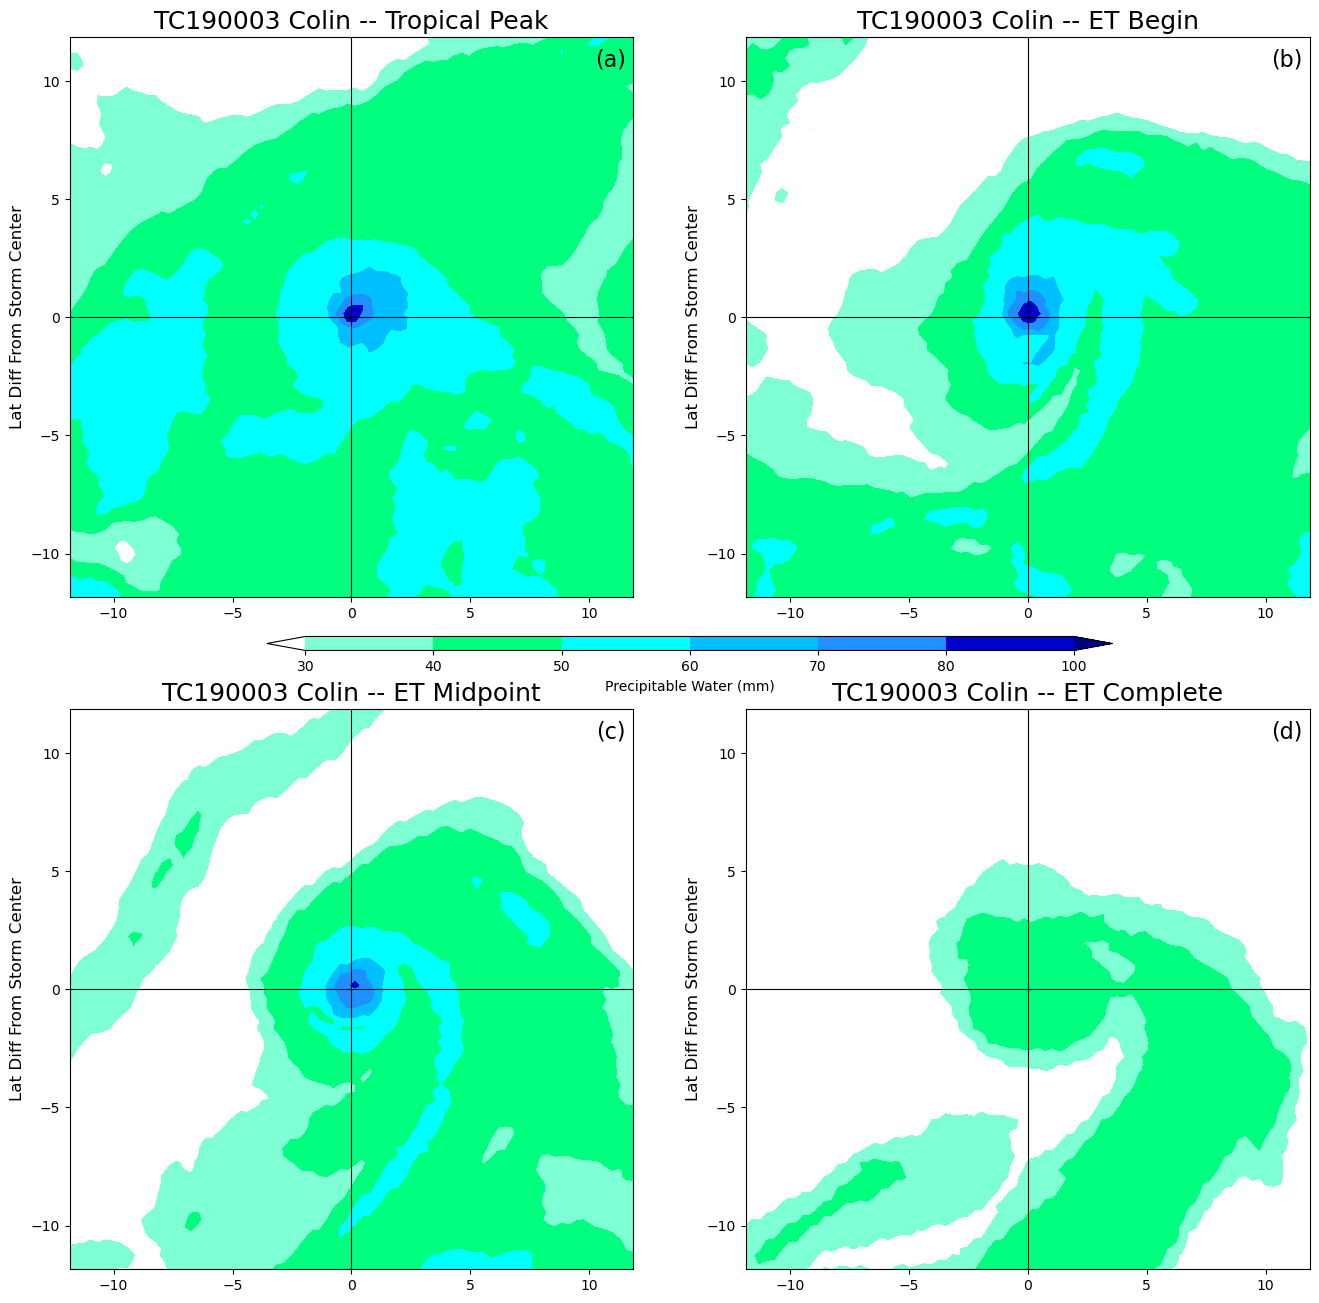 TC190003 Colin -- Tropical Peak
(a)
10
5
0
−5
−10
Lat Diff From Storm Center
−10 −5 0 5 10
TC190003 Colin -- ET Begin
(b)
10
5
0
−5
−10
Lat Diff From Storm Center
−10 −5 0 5 10
30 40 50 60 70 80 100
Precipitable Water (mm)
TC190003 Colin -- ET Midpoint
(c)
10
5
0
−5
−10
Lat Diff From Storm Center
−10 −5 0 5 10
TC190003 Colin -- ET Complete
(d)
10
5
0
−5
−10
Lat Diff From Storm Center
−10 −5 0 5 10